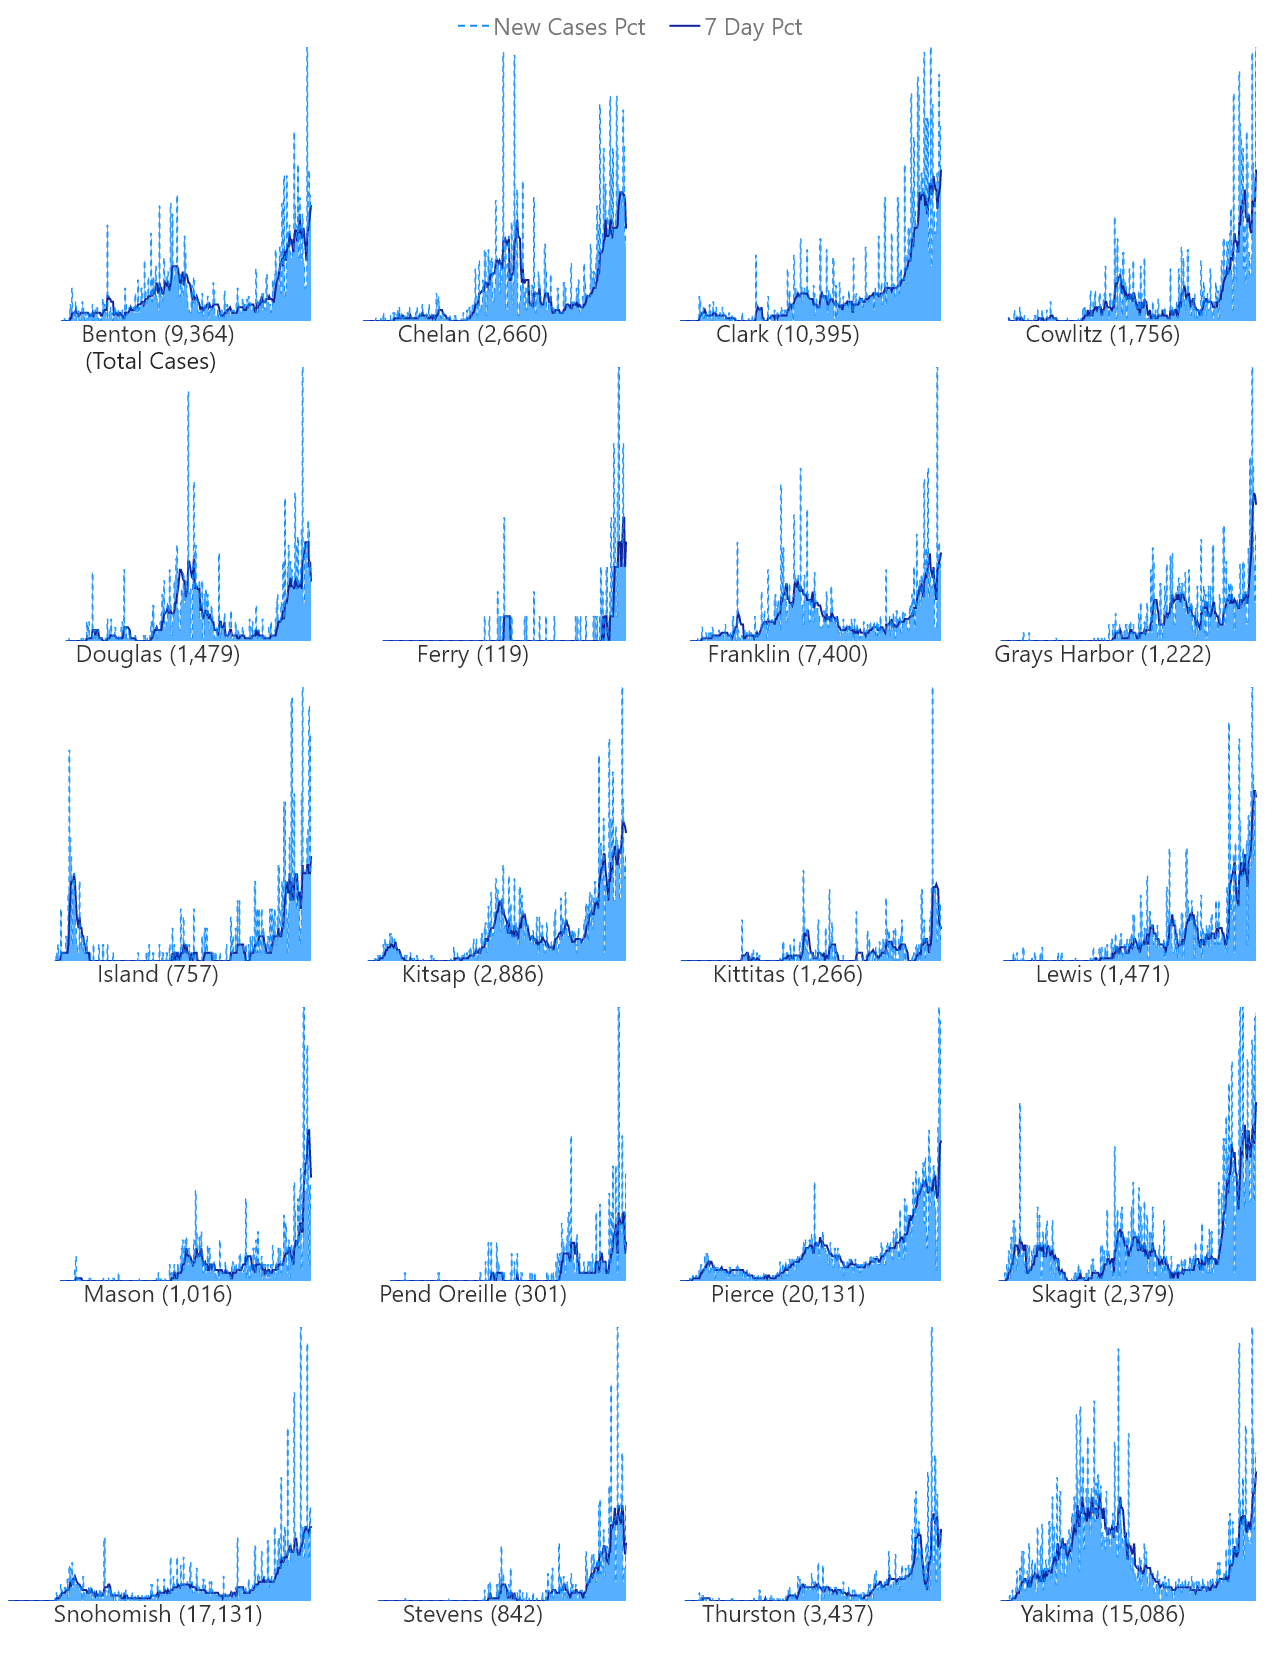 New Cases Pct 7 Day Pct
Benton (9,364) Chelan (2,660) Clark (10,395) Cowlitz (1,756)
(Total Cases)
Douglas (1,479) Ferry (119) Franklin (7,400) Grays Harbor (1,222)
Island (757) Kitsap (2,886) Kittitas (1,266) Lewis (1,471)
Mason (1,016) Pend Oreille (301) Pierce (20,131) Skagit (2,379)
Snohomish (17,131) Stevens (842) Thurston (3,437) Yakima (15,086)